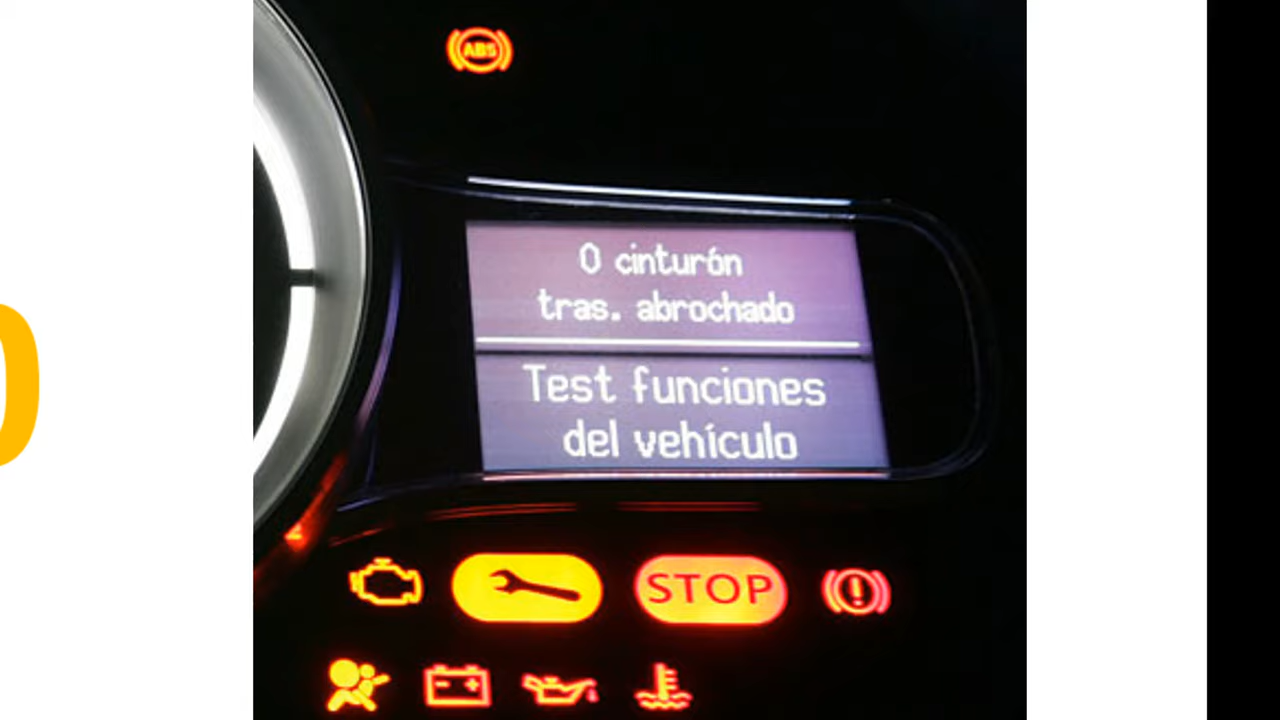 ABS
0 cinturón
tras. abrochado
Test funciones
del vehículo
STOP